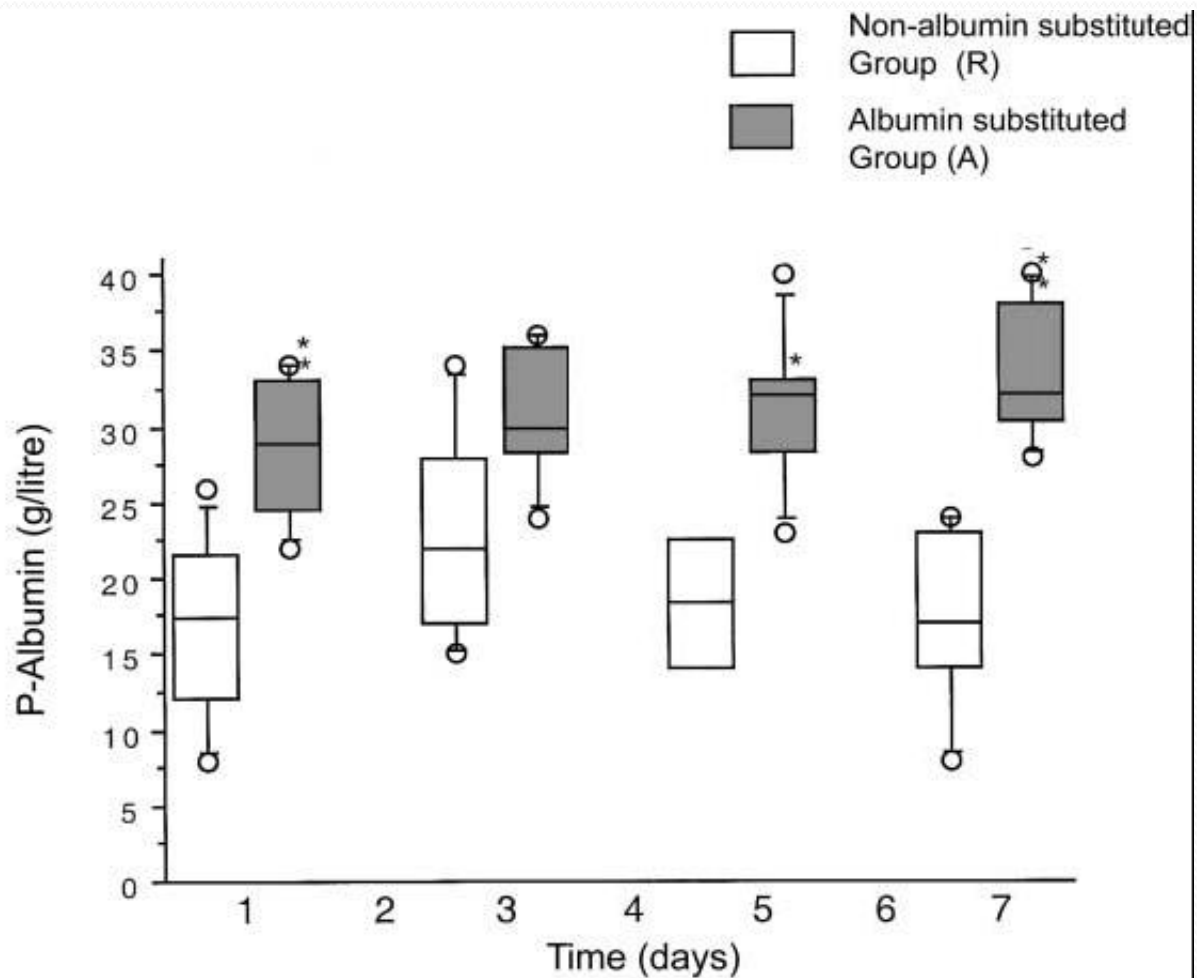 Non-albumin substituted
Group (R)
Albumin substituted
Group (A)
P-Albumin (g/litre)
40
35
30
25
20
15
10
5
0
*
*
*
*
*
1 2 3 4 5 6 7
Time (days)